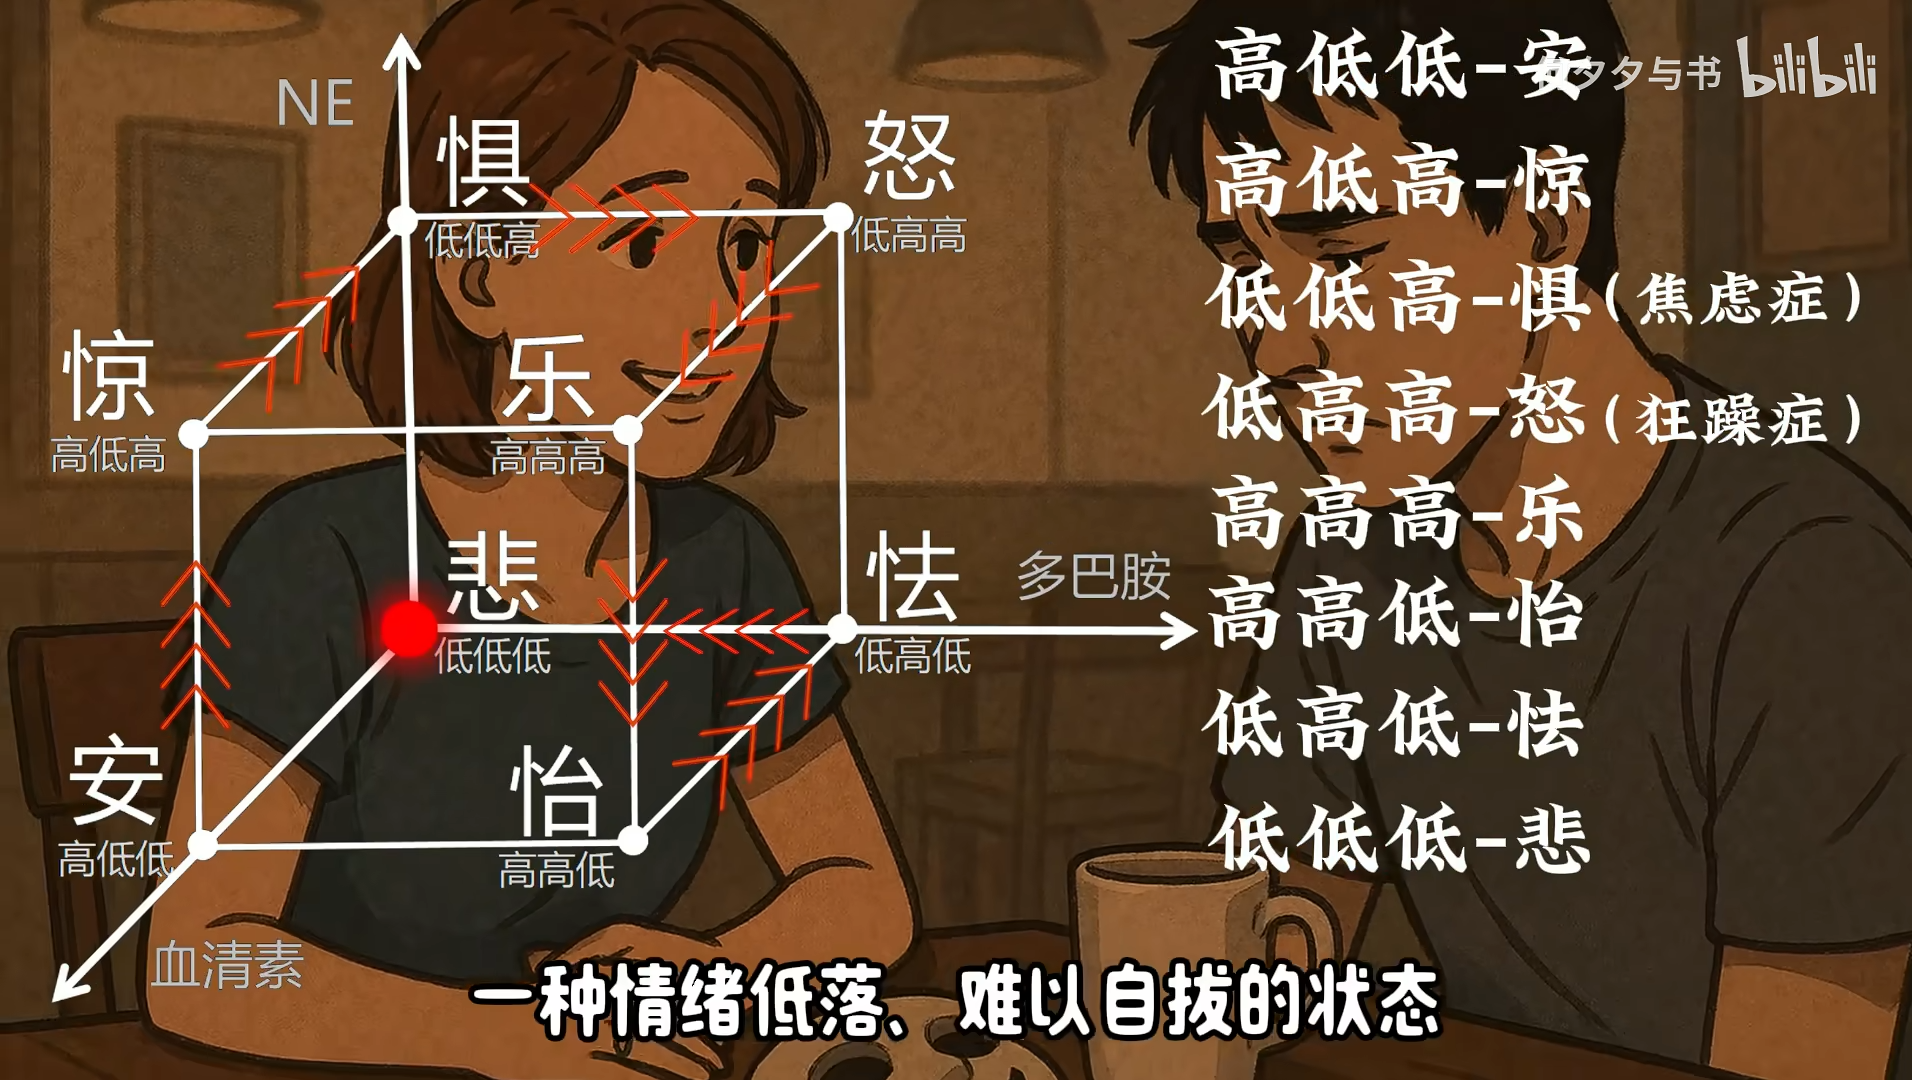 NE
惧
低低高
怒
低高高
惊
高低高
乐
高高高
悲
低低低
怯
低高低
多巴胺
安
高低低
怡
高高低
血清素
高低低-安
夕夕与书 bilibili
高低高-惊
低低高-惧(焦虑症)
低高高-怒(狂躁症)
高高高-乐
高高低-怡
低高低-怯
低低低-悲
一种情绪低落、难以自拔的状态